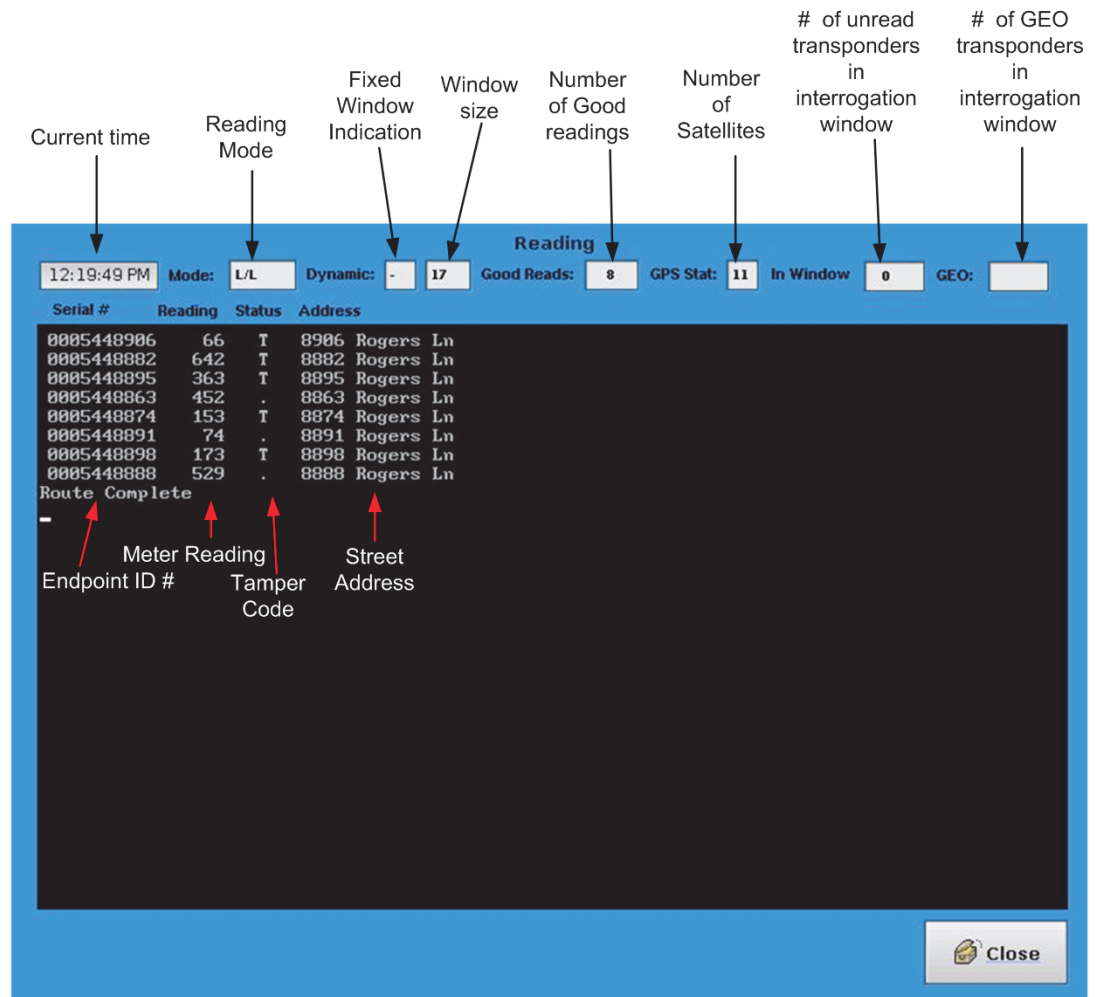 # of unread
transponders
in
interrogation
window
# of GEO
transponders
in
interrogation
window
Fixed
Window
Indication
Window
size
Number
of Good
readings
Number
of
Satellites
Current time
Reading
Mode
Reading
12:19:49 PM Mode: L/L Dynamic: - 17 Good Reads: 8 GPS Stat: 11 In Window 0 GEO:
Serial # Reading Status Address
0005448906 66 T 8906 Rogers Ln
0005448882 642 T 8882 Rogers Ln
0005448895 363 T 8895 Rogers Ln
0005448863 452 . 8863 Rogers Ln
0005448874 153 T 8874 Rogers Ln
0005448891 74 . 8891 Rogers Ln
0005448898 173 T 8898 Rogers Ln
0005448888 529 . 8888 Rogers Ln
Route Complete
Meter Reading
Endpoint ID #
Tamper
Code
Street
Address
Close